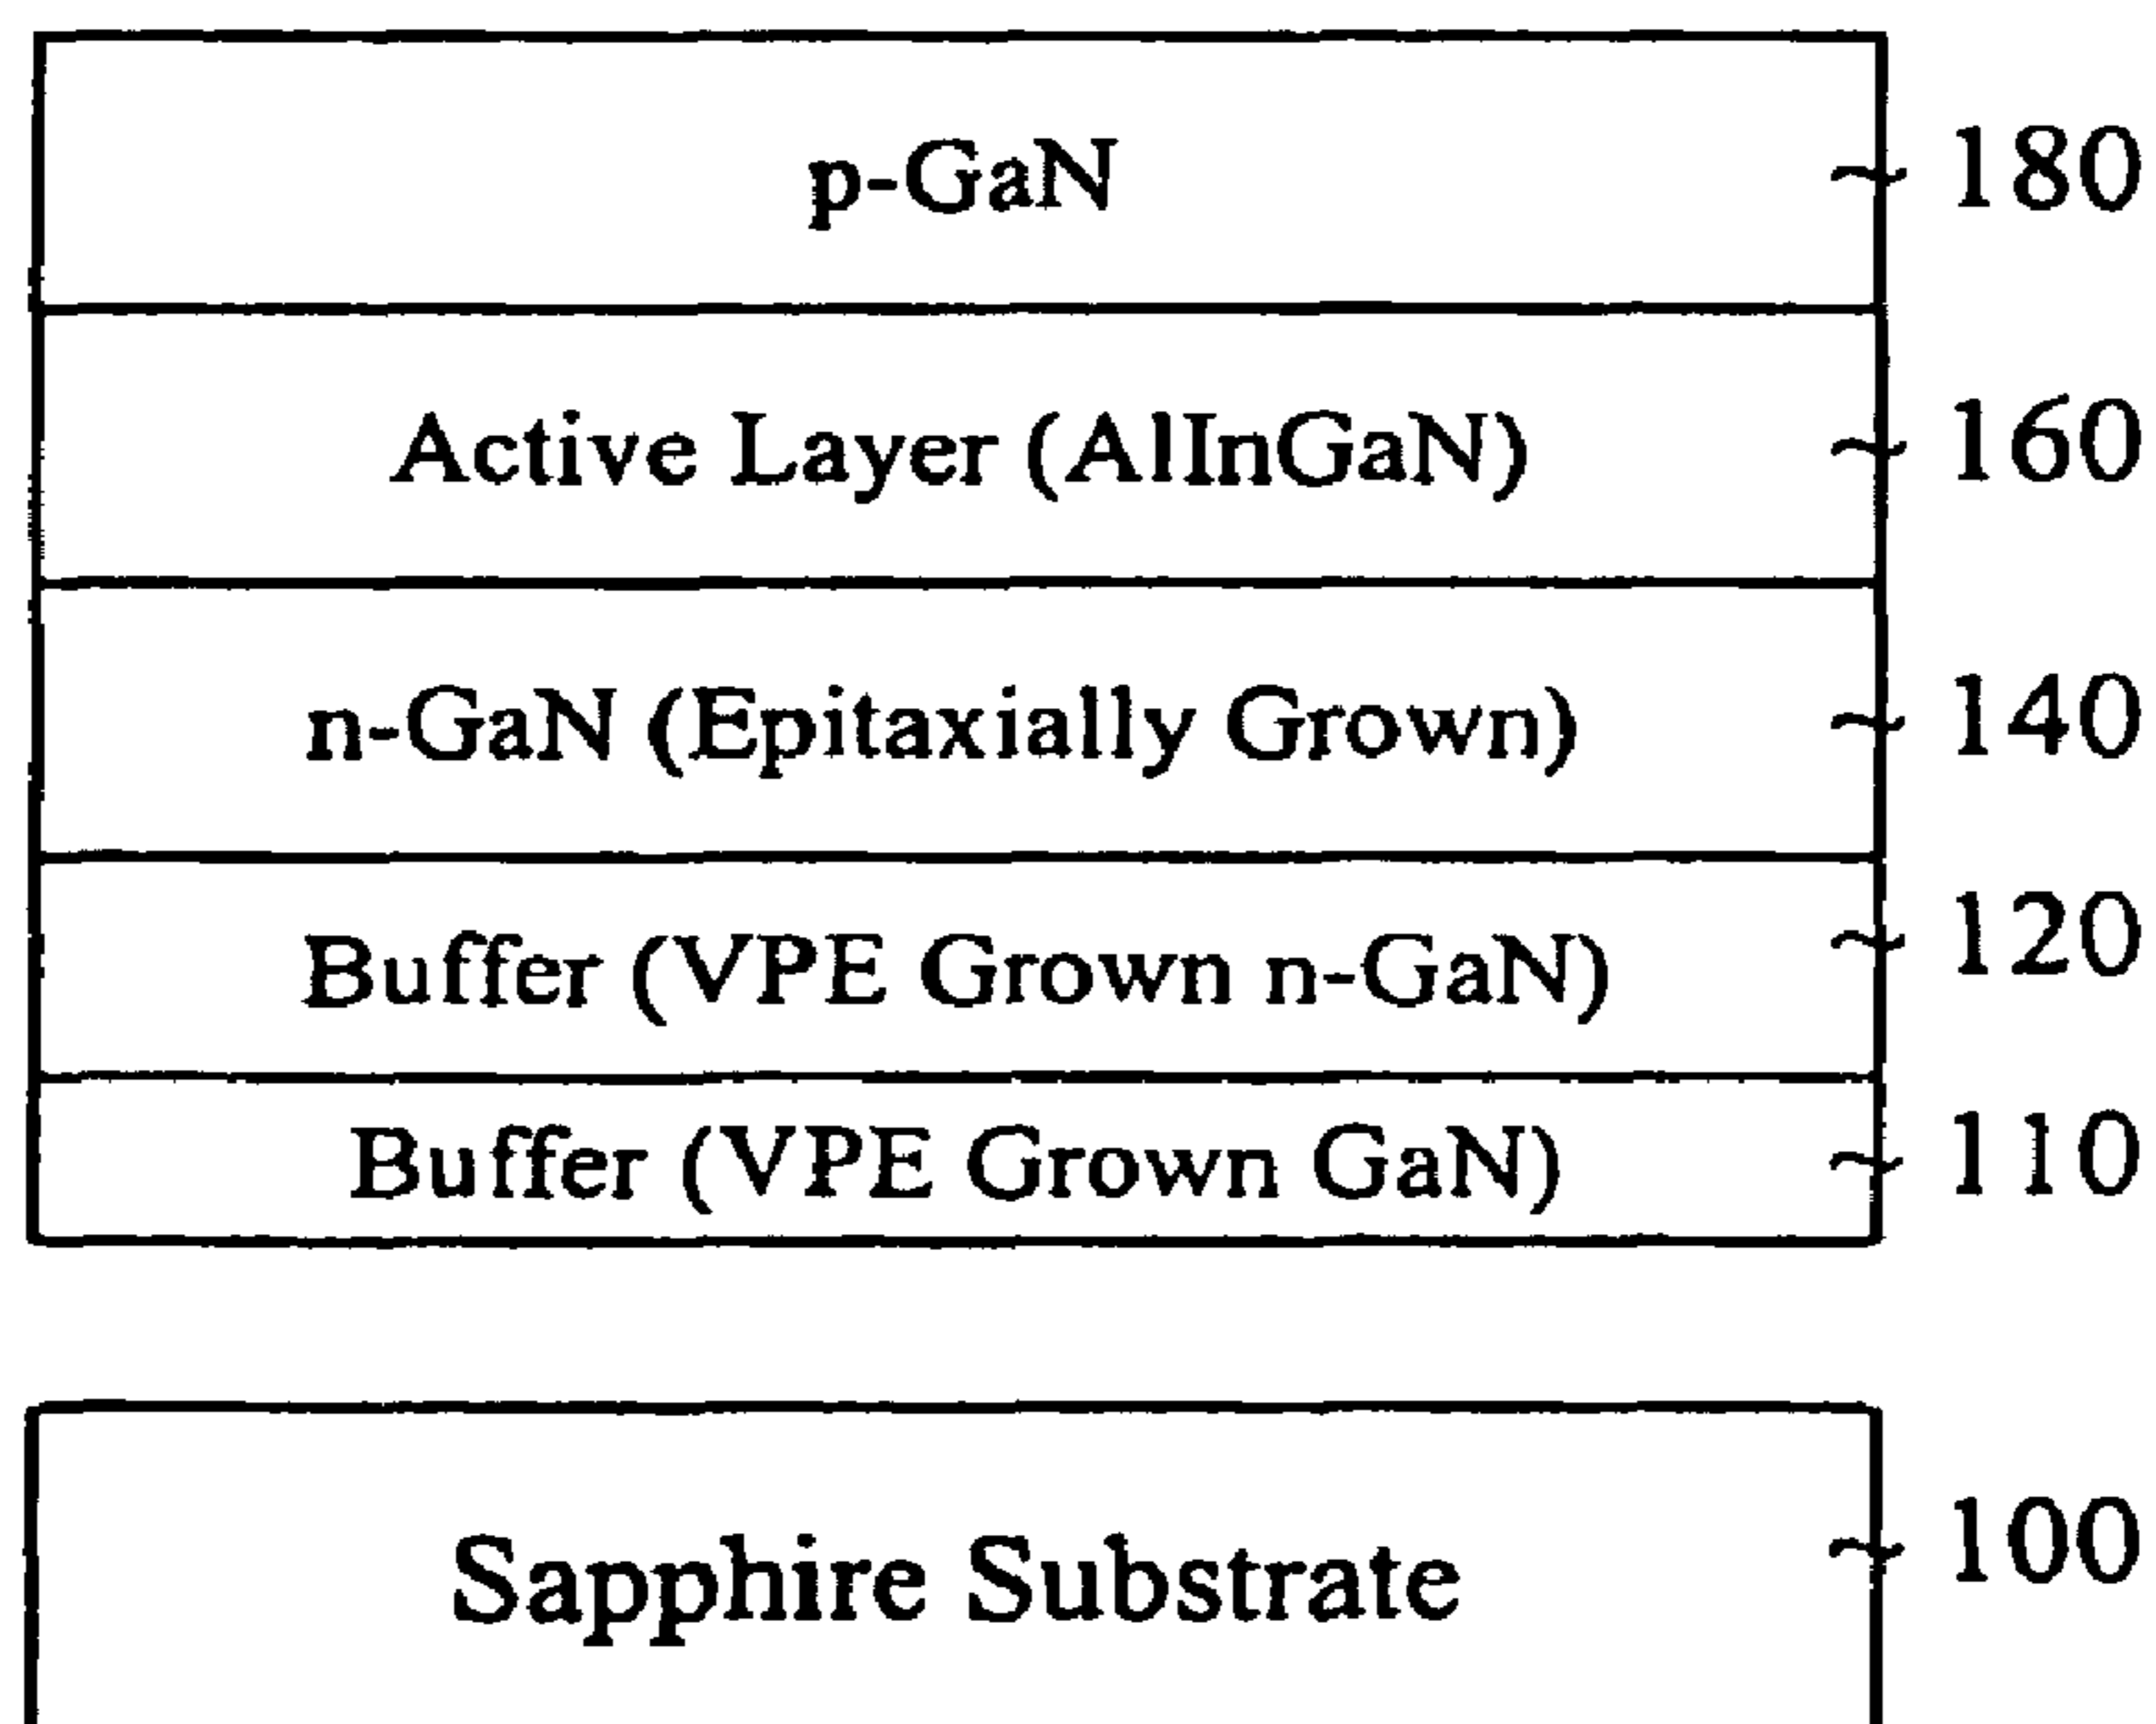 p-GaN 180
Active Layer (AlInGaN) 160
n-GaN (Epitaxially Grown) 140
Buffer (VPE Grown n-GaN) 120
Buffer (VPE Grown GaN) 110
Sapphire Substrate 100